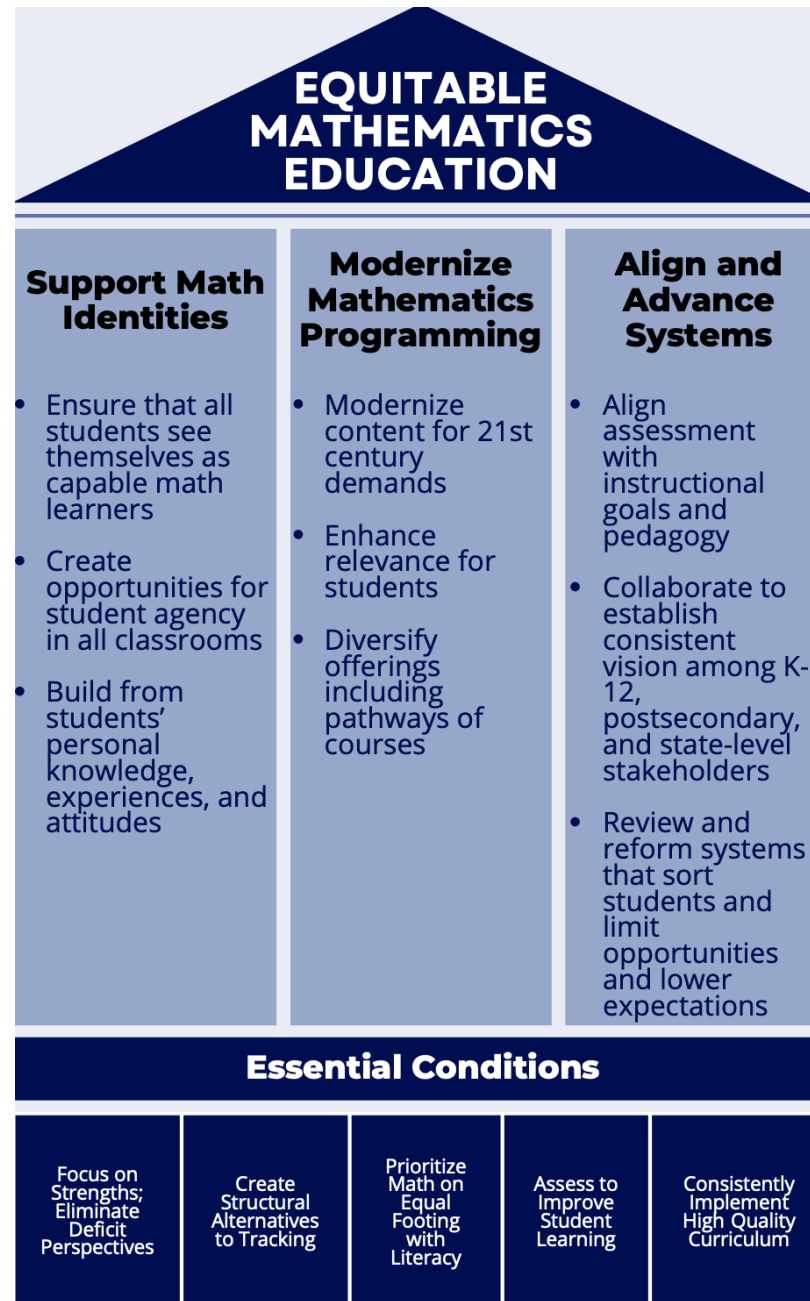 EQUITABLE
MATHEMATICS
EDUCATION
Support Math
Identities
• Ensure that all
students see
themselves as
capable math
learners
• Create
opportunities for
student agency
in all classrooms
• Build from
students’
personal
knowledge,
experiences, and
attitudes
Modernize
Mathematics
Programming
• Modernize
content for 21st
century
demands
• Enhance
relevance for
students
• Diversify
offerings
including
pathways of
courses
Align and
Advance
Systems
• Align
assessment
with
instructional
goals and
pedagogy
• Collaborate to
establish
consistent
vision among K-
12,
postsecondary,
and state-level
stakeholders
• Review and
reform systems
that sort
students and
limit
opportunities
and lower
expectations
Essential Conditions
Focus on
Strengths;
Eliminate
Deficit
Perspectives
Create
Structural
Alternatives
to Tracking
Prioritize
Math on
Equal
Footing
with
Literacy
Assess to
Improve
Student
Learning
Consistently
Implement
High Quality
Curriculum